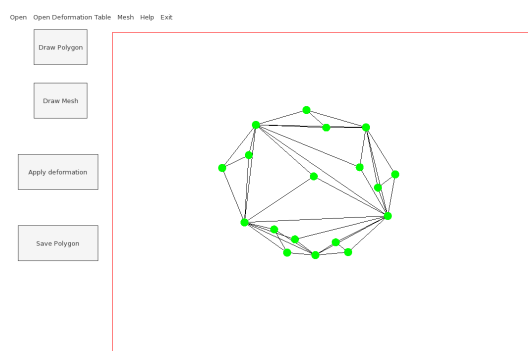 Open Open Deformation Table Mesh Help Exit
Draw Polygon
Draw Mesh
Apply deformation
Save Polygon